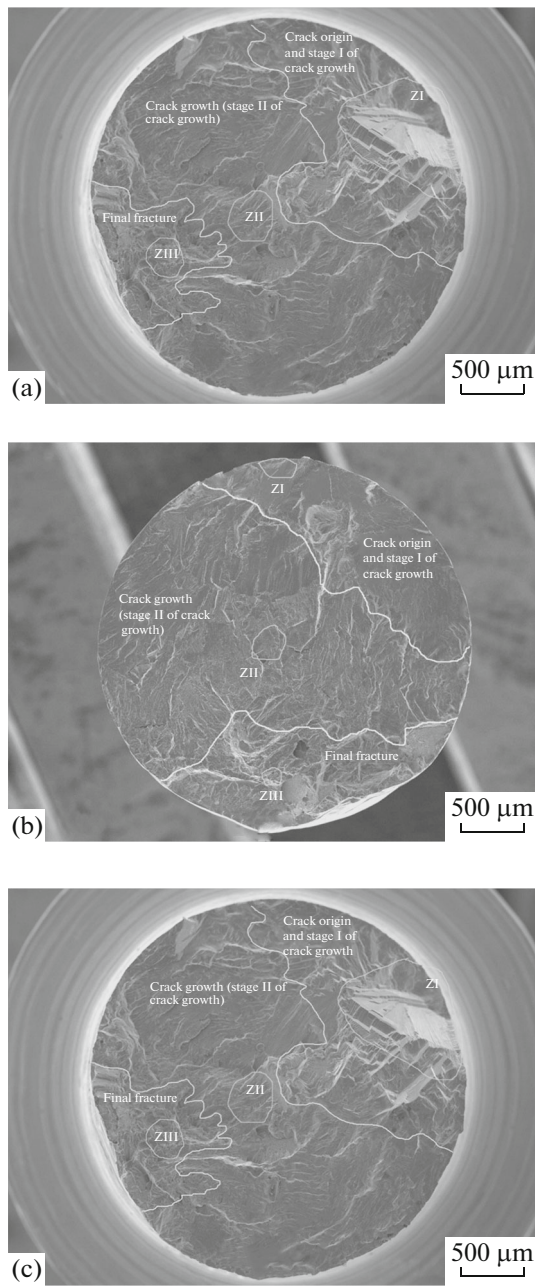 Crack origin
and stage I of
crack growth
ZI
Crack growth (stage II of
crack growth)
Final fracture
ZII
ZIII
(a)
500 μm
ZI
Crack origin
and stage I of
crack growth
Crack growth
(stage II of crack
growth)
ZII
Final fracture
ZIII
(b)
500 μm
Crack origin
and stage I of
crack growth
ZI
Crack growth (stage II of
crack growth)
ZII
Final fracture
ZIII
(c)
500 μm